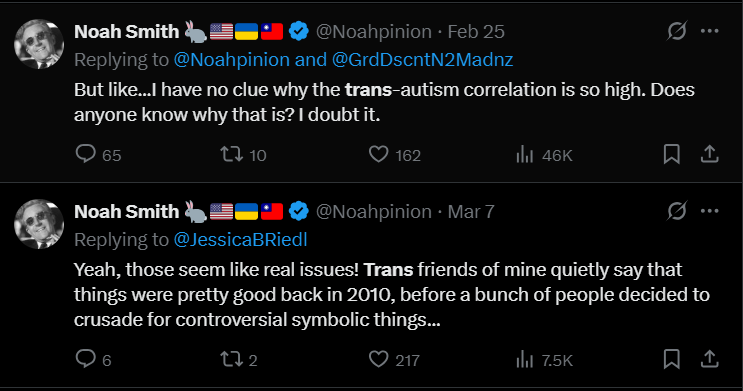 Noah Smith 🐇🇺🇸🇺🇦🇹🇼 @Noahpinion · Feb 25
Replying to @Noahpinion and @GrdDscntN2Madnz
But like...I have no clue why the trans-autism correlation is so high. Does
anyone know why that is? I doubt it.
65 10 162 46K
Noah Smith 🐇🇺🇸🇺🇦🇹🇼 @Noahpinion · Mar 7
Replying to @JessicaBRiedl
Yeah, those seem like real issues! Trans friends of mine quietly say that
things were pretty good back in 2010, before a bunch of people decided to
crusade for controversial symbolic things...
6 2 217 7.5K